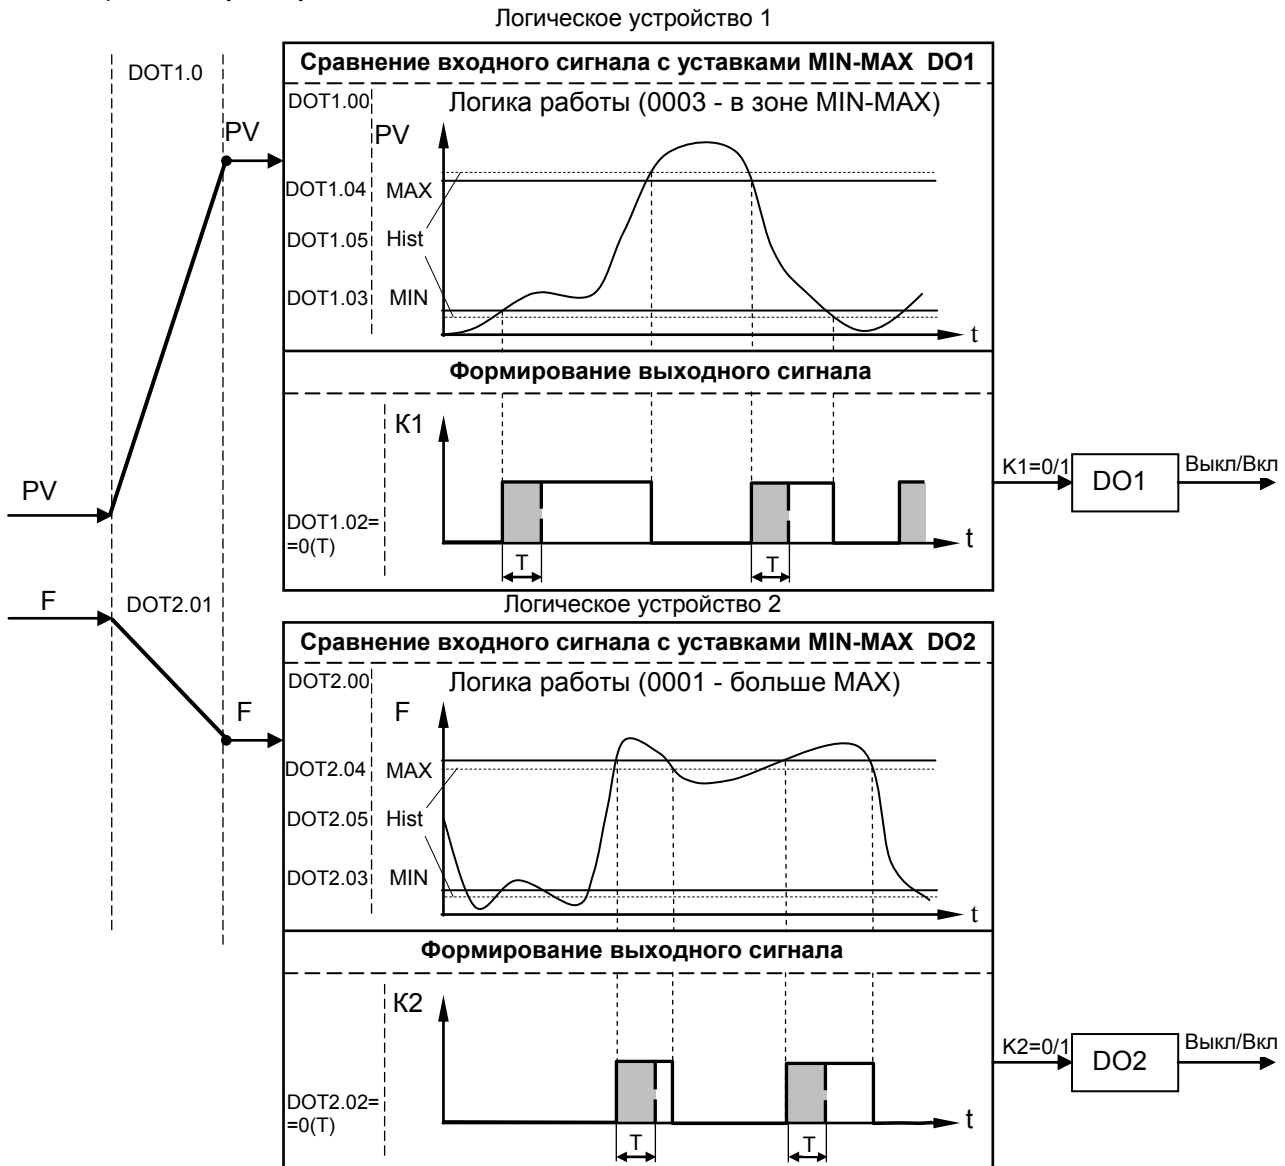 Логическое устройство 1
DOT1.0
Сравнение входного сигнала с уставками MIN-MAX DO1
DOT1.00
Логика работы (0003 - в зоне MIN-MAX)
PV
PV
DOT1.04
MAX
DOT1.05
Hist
DOT1.03
MIN
t
Формирование выходного сигнала
К1
PV
DOT1.02=
=0(T)
T
T
t
K1=0/1
DO1
Выкл/Вкл
F
DOT2.01
Логическое устройство 2
Сравнение входного сигнала с уставками MIN-MAX DO2
DOT2.00
Логика работы (0001 - больше MAX)
F
F
DOT2.04
MAX
DOT2.05
Hist
DOT2.03
MIN
t
Формирование выходного сигнала
К2
DOT2.02=
=0(T)
T
T
t
K2=0/1
DO2
Выкл/Вкл